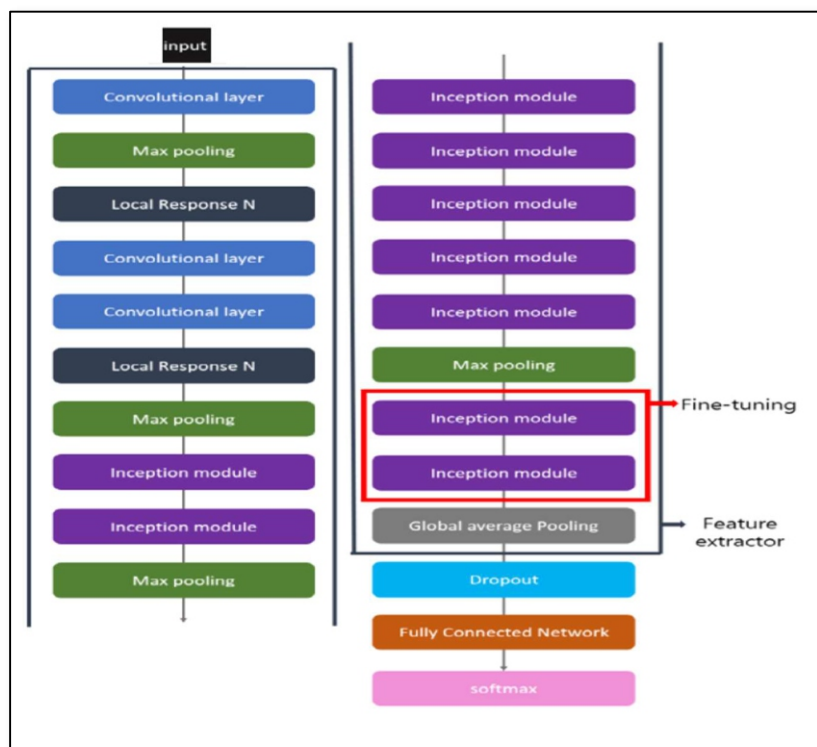 input
Convolutional layer
Max pooling
Local Response N
Convolutional layer
Convolutional layer
Local Response N
Max pooling
Inception module
Inception module
Max pooling
Inception module
Inception module
Inception module
Inception module
Inception module
Max pooling
Inception module
Inception module
Global average Pooling
Dropout
Fully Connected Network
softmax
Fine-tuning
Feature
extractor